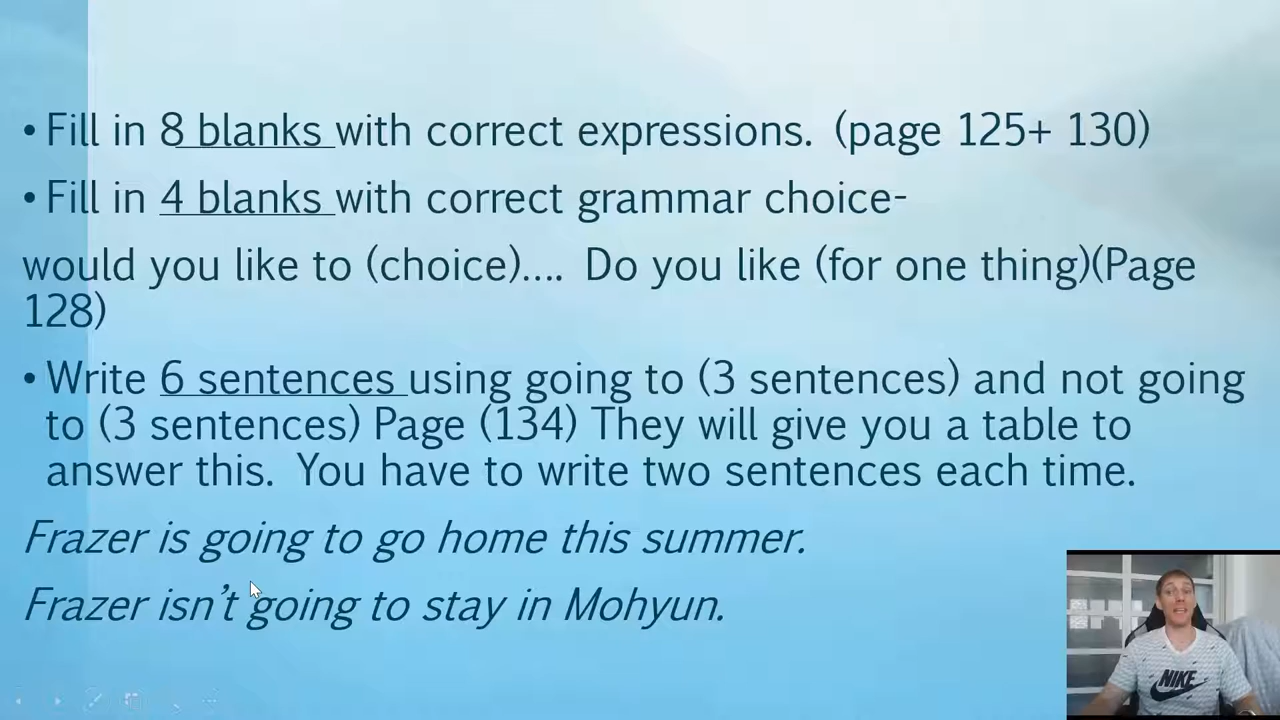 • Fill in 8 blanks with correct expressions. (page 125+ 130)
• Fill in 4 blanks with correct grammar choice-
would you like to (choice).... Do you like (for one thing)(Page
128)
• Write 6 sentences using going to (3 sentences) and not going
to (3 sentences) Page (134) They will give you a table to
answer this. You have to write two sentences each time.
Frazer is going to go home this summer.
Frazer isn't going to stay in Mohyun.
NIKE